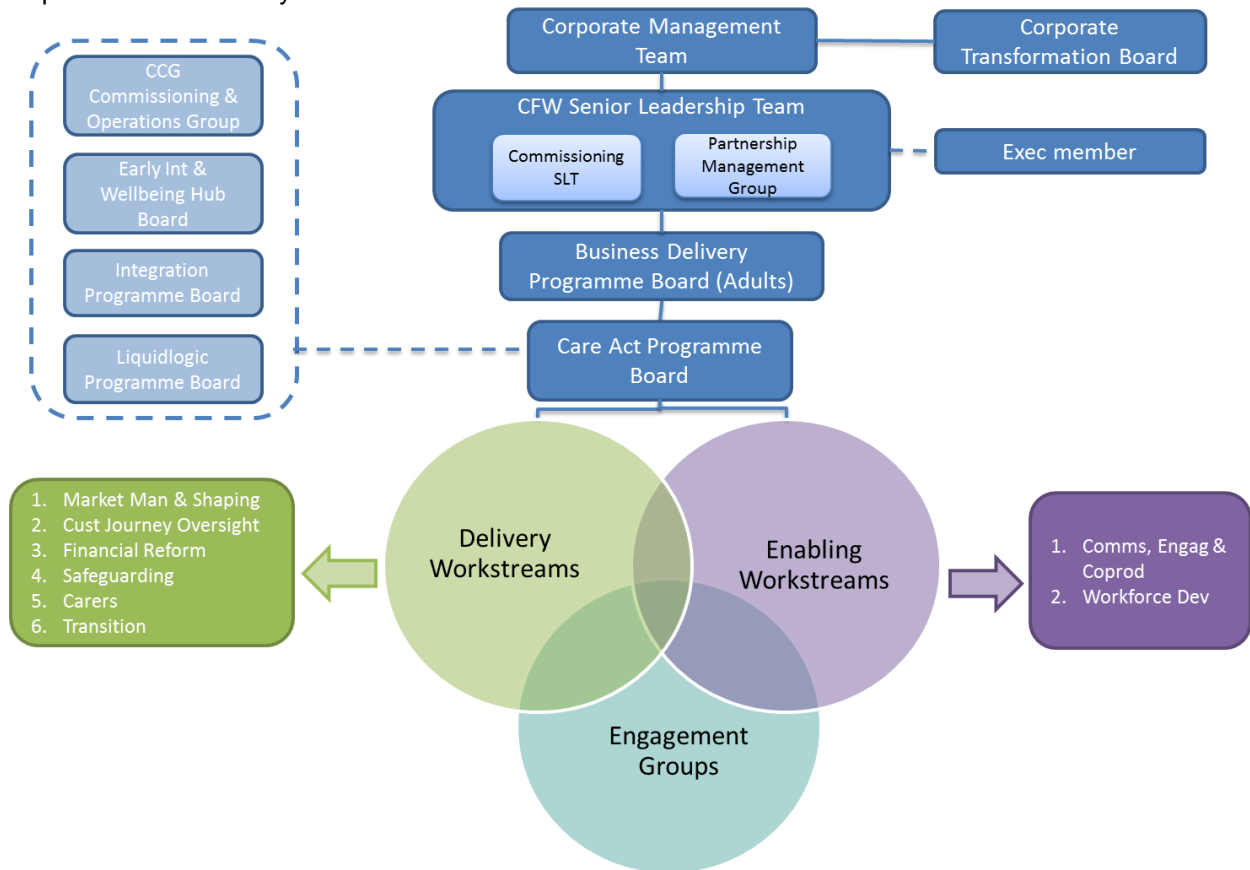 Corporate Management
Team
Corporate
Transformation Board
CCG
Commissioning &
Operations Group
Early Int &
Wellbeing Hub
Board
Integration
Programme Board
Liquidlogic
Programme Board
CFW Senior Leadership Team
Commissioning
SLT
Partnership
Management
Group
Exec member
Business Delivery
Programme Board (Adults)
Care Act Programme
Board
1. Market Man & Shaping
2. Cust Journey Oversight
3. Financial Reform
4. Safeguarding
5. Carers
6. Transition
Delivery
Workstreams
Enabling
Workstreams
1. Comms, Engag &
Coprod
2. Workforce Dev
Engagement
Groups